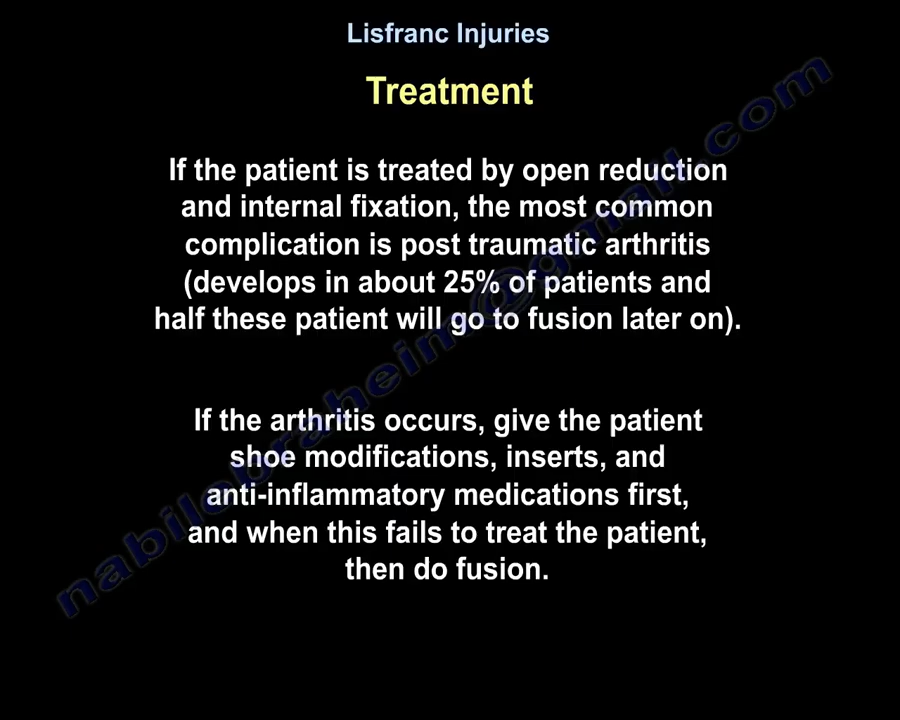 Lisfranc Injuries
Treatment
If the patient is treated by open reduction
and internal fixation, the most common
complication is post traumatic arthritis
(develops in about 25% of patients and
half these patient will go to fusion later on).
If the arthritis occurs, give the patient
shoe modifications, inserts, and
anti-inflammatory medications first,
and when this fails to treat the patient,
then do fusion.
nabilebraheim@gmail.com